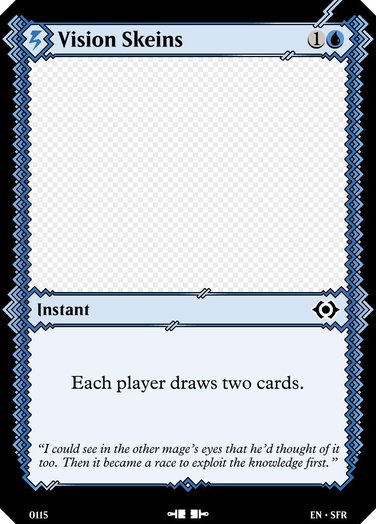 Vision Skeins 1
Instant
Each player draws two cards.
“I could see in the other mage’s eyes that he’d thought of it
too. Then it became a race to exploit the knowledge first.”
0115 EN • SFR